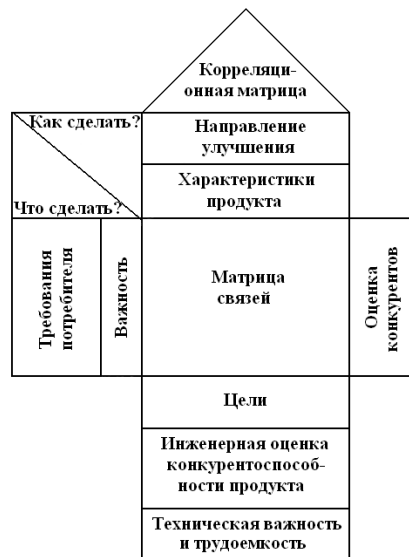 Корреляци-
онная матрица
Как сделать?
Направление
улучшения
Характеристики
продукта
Что сделать?
Требования
потребителя
Важность
Матрица
связей
Оценка
конкурентов
Цели
Инженерная оценка
конкурентоспособ-
ности продукта
Техническая важность
и трудоемкость